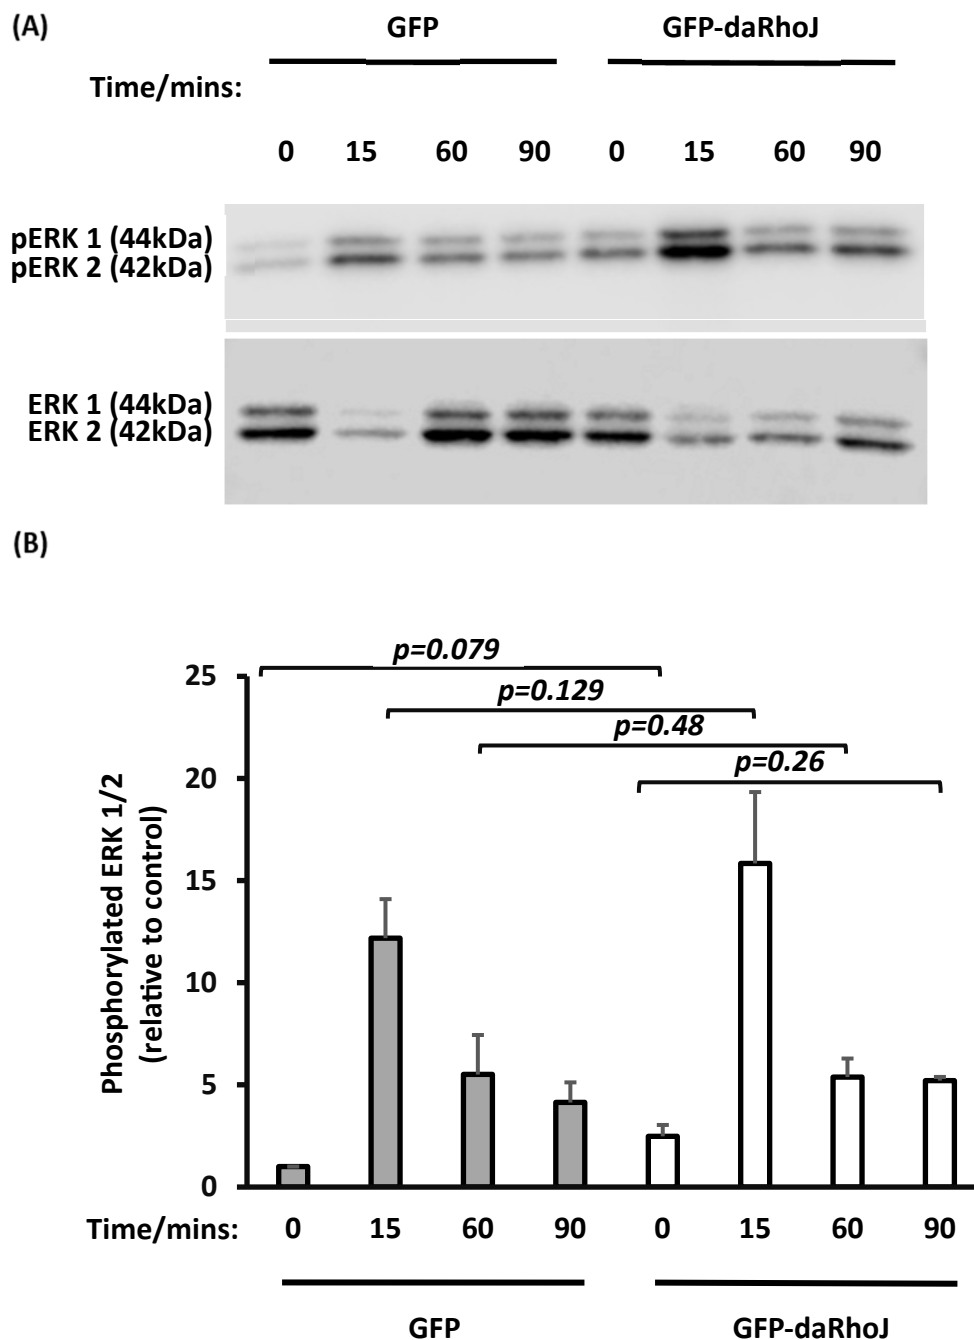 (A)
GFP GFP-daRhoJ
Time/mins:
0 15 60 90 0 15 60 90
pERK 1 (44kDa)
pERK 2 (42kDa)
ERK 1 (44kDa)
ERK 2 (42kDa)
(B)
p=0.079
p=0.129
p=0.48
p=0.26
25
20
15
10
5
0
Phosphorylated ERK 1/2
(relative to control)
Time/mins: 0 15 60 90 0 15 60 90
GFP GFP-daRhoJ